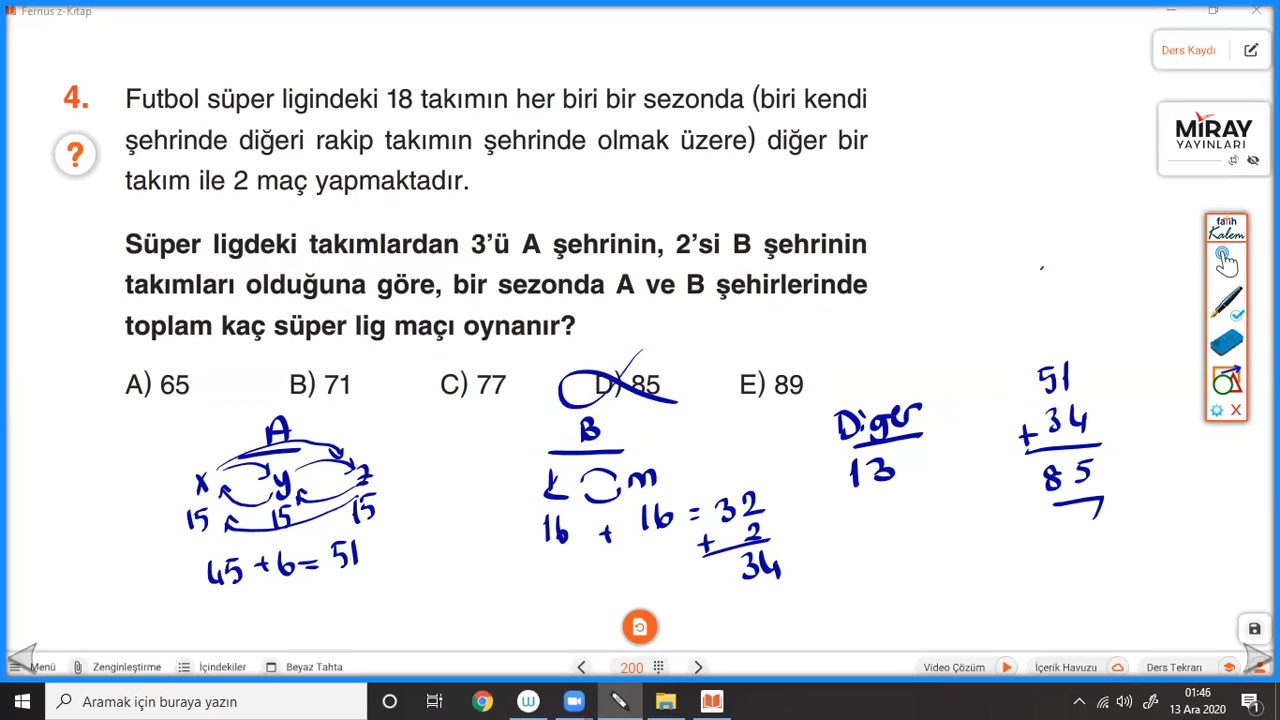 Fernus z-Kitap
Ders Kaydı
4. Futbol süper ligindeki 18 takımın her biri bir sezonda (biri kendi
şehrinde diğeri rakip takımın şehrinde olmak üzere) diğer bir
takım ile 2 maç yapmaktadır.
?
MİRAY
YAYINLARI
fatih
Kalem
Süper ligdeki takımlardan 3'ü A şehrinin, 2'si B şehrinin
takımları olduğuna göre, bir sezonda A ve B şehirlerinde
toplam kaç süper lig maçı oynanır?
A) 65 B) 71 C) 77 D) 85 E) 89
A
x y z
15 15 15
45 + 6 = 51
B
L m
16 + 16 = 32
+ 2
34
Diğer
13
51
+ 34
85
Menü Zenginleştirme İçindekiler Beyaz Tahta 200 Video Çözüm İçerik Havuzu Ders Tekrarı
Aramak için buraya yazın
01:46
13 Ara 2020